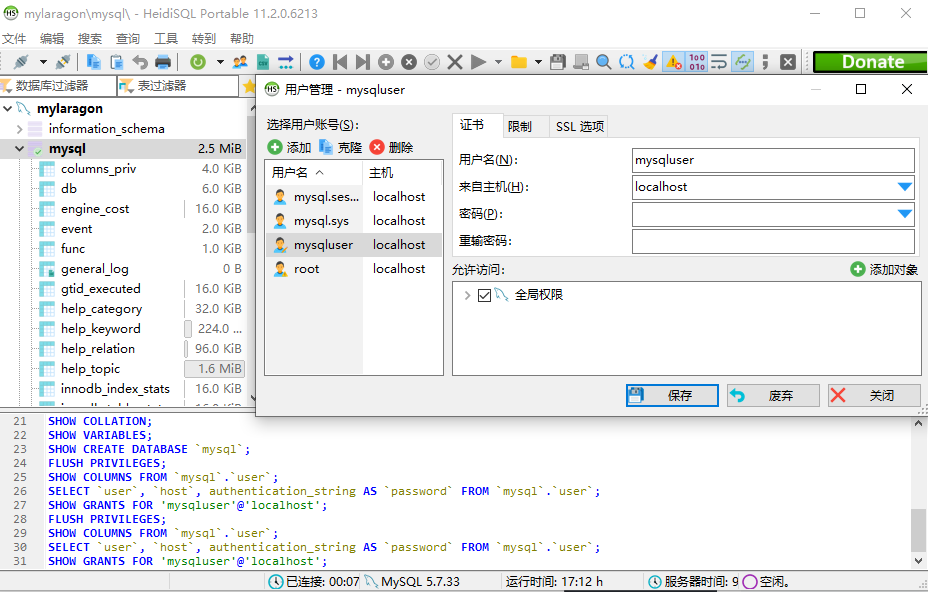 mylaragon\mysql\ - HeidiSQL Portable 11.2.0.6213
文件 编辑 搜索 查询 工具 转到 帮助
Donate
数据库过滤器 表过滤器
mylaragon
information_schema
mysql 2.5 MiB
columns_priv 4.0 KiB
db 6.0 KiB
engine_cost 16.0 KiB
event 2.0 KiB
func 1.0 KiB
general_log 0 B
gtid_executed 16.0 KiB
help_category 32.0 KiB
help_keyword 224.0 ...
help_relation 96.0 KiB
help_topic 1.6 MiB
innodb_index_stats 16.0 KiB
用户管理 - mysqluser
选择用户账号(S):
添加 克隆 删除
用户名 主机
mysql.ses... localhost
mysql.sys localhost
mysqluser localhost
root localhost
证书 限制 SSL 选项
用户名(N): mysqluser
来自主机(H): localhost
密码(P):
重输密码:
允许访问: 添加对象
全局权限
保存 废弃 关闭
21 SHOW COLLATION;
22 SHOW VARIABLES;
23 SHOW CREATE DATABASE `mysql`;
24 FLUSH PRIVILEGES;
25 SHOW COLUMNS FROM `mysql`.`user`;
26 SELECT `user`, `host`, authentication_string AS `password` FROM `mysql`.`user`;
27 SHOW GRANTS FOR 'mysqluser'@'localhost';
28 FLUSH PRIVILEGES;
29 SHOW COLUMNS FROM `mysql`.`user`;
30 SELECT `user`, `host`, authentication_string AS `password` FROM `mysql`.`user`;
31 SHOW GRANTS FOR 'mysqluser'@'localhost';
已连接: 00:07 MySQL 5.7.33 运行时间: 17:12 h 服务器时间: 9 空闲。